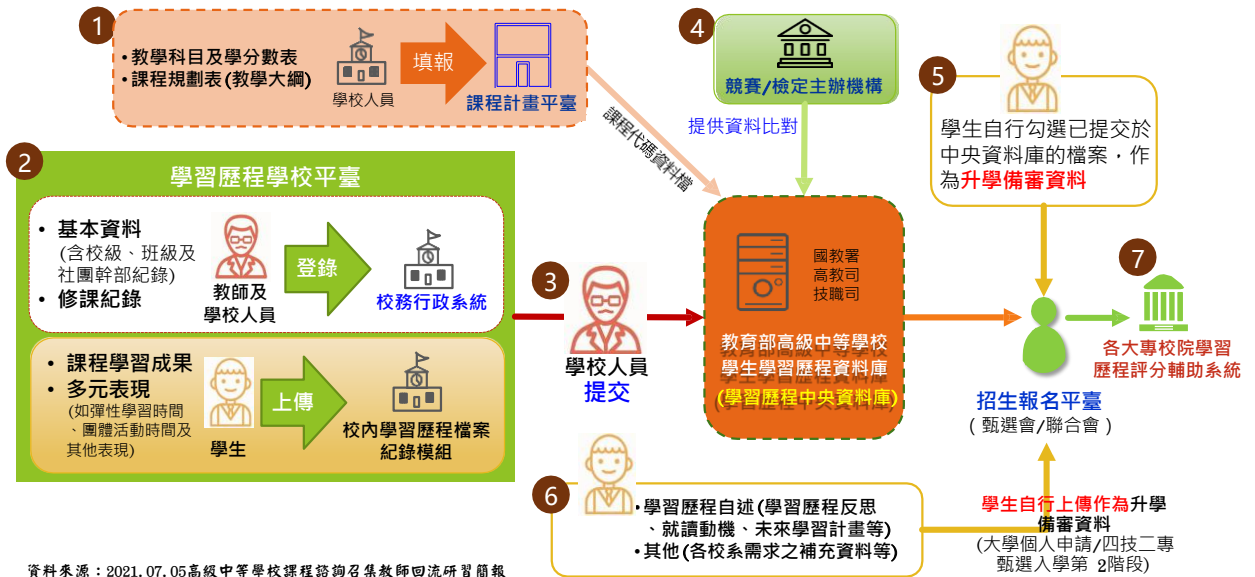 1
•教學科目及學分數表
•課程規劃表(教學大綱)
學校人員
填報
課程計畫平臺
課程代碼資料檔
4
競賽/檢定主辦機構
提供資料比對
5
學生自行勾選已提交於
中央資料庫的檔案,作
為升學備審資料
2
學習歷程學校平臺
• 基本資料
(含校級、班級及
社團幹部紀錄)
• 修課紀錄
教師及
學校人員
登錄
校務行政系統
• 課程學習成果
• 多元表現
(如彈性學習時間
、團體活動時間及
其他表現)
學生
上傳
校內學習歷程檔案
紀錄模組
3
學校人員
提交
國教署
高教司
技職司
教育部高級中等學校
學生學習歷程資料庫
(學習歷程中央資料庫)
7
各大專校院學習
歷程評分輔助系統
招生報名平臺
(甄選會/聯合會)
6
•學習歷程自述(學習歷程反思
、就讀動機、未來學習計畫等)
•其他(各校系需求之補充資料等)
學生自行上傳作為升學
備審資料
(大學個人申請/四技二專
甄選入學第 2階段)
資料來源:2021.07.05高級中等學校課程諮詢召集教師回流研習簡報